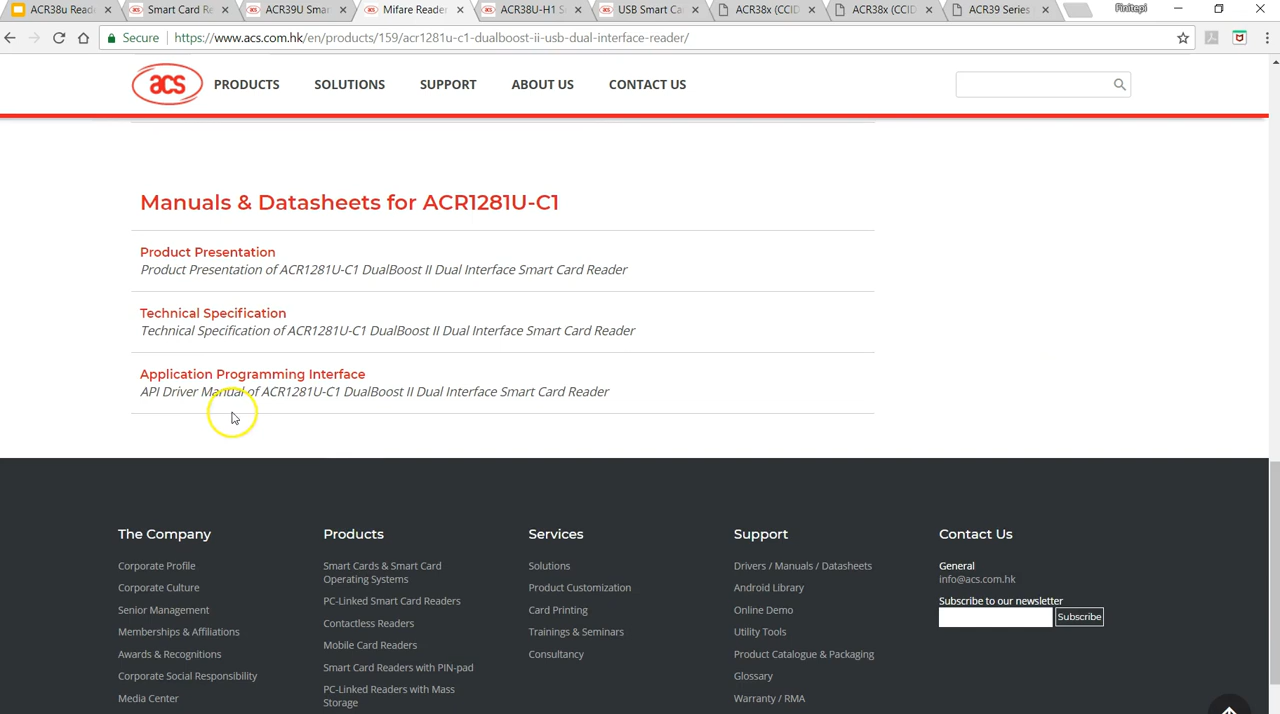 ACR38u Read
Smart Card Re
ACR39U Smar
Mifare Reader
ACR38U-H1 S
USB Smart Ca
ACR38x (CCID
ACR38x (CCID
ACR39 Series
Finitepi
Secure
https://www.acs.com.hk/en/products/159/acr1281u-c1-dualboost-ii-usb-dual-interface-reader/
acs
PRODUCTS
SOLUTIONS
SUPPORT
ABOUT US
CONTACT US
Manuals & Datasheets for ACR1281U-C1
Product Presentation
Product Presentation of ACR1281U-C1 DualBoost II Dual Interface Smart Card Reader
Technical Specification
Technical Specification of ACR1281U-C1 DualBoost II Dual Interface Smart Card Reader
Application Programming Interface
API Driver Manual of ACR1281U-C1 DualBoost II Dual Interface Smart Card Reader
The Company
Corporate Profile
Corporate Culture
Senior Management
Memberships & Affiliations
Awards & Recognitions
Corporate Social Responsibility
Media Center
Products
Smart Cards & Smart Card
Operating Systems
PC-Linked Smart Card Readers
Contactless Readers
Mobile Card Readers
Smart Card Readers with PIN-pad
PC-Linked Readers with Mass
Storage
Services
Solutions
Product Customization
Card Printing
Trainings & Seminars
Consultancy
Support
Drivers / Manuals / Datasheets
Android Library
Online Demo
Utility Tools
Product Catalogue & Packaging
Glossary
Warranty / RMA
Contact Us
General
info@acs.com.hk
Subscribe to our newsletter
Subscribe